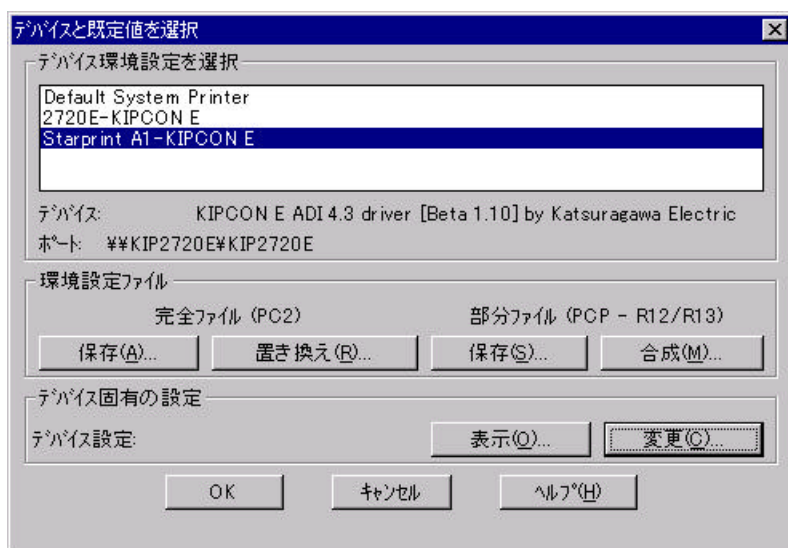 ﾃﾞﾊﾞｲｽと既定値を選択
ﾃﾞﾊﾞｲｽ環境設定を選択
Default System Printer
2720E-KIPCON E
Starprint A1-KIPCON E
ﾃﾞﾊﾞｲｽ: KIPCON E ADI 4.3 driver [Beta 1.10] by Katsuragawa Electric
ﾎﾟｰﾄ: ¥¥KIP2720E¥KIP2720E
環境設定ﾌｧｲﾙ
完全ﾌｧｲﾙ (PC2) 部分ﾌｧｲﾙ (PCP - R12/R13)
保存(A)... 置き換え(R)... 保存(S)... 合成(M)...
ﾃﾞﾊﾞｲｽ固有の設定
ﾃﾞﾊﾞｲｽ設定: 表示(O)... 変更(C)...
OK ｷｬﾝｾﾙ ﾍﾙﾌﾟ(H)